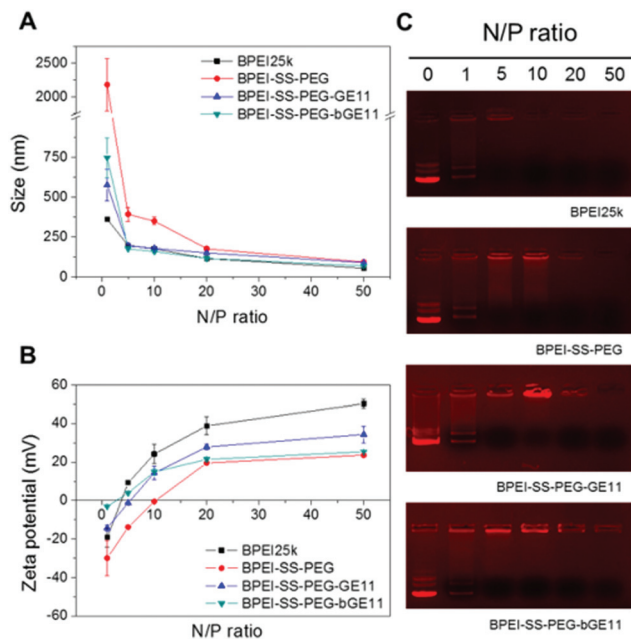 A
2500
2250
2000
750
500
250
0
Size (nm)
BPEI25k
BPEI-SS-PEG
BPEI-SS-PEG-GE11
BPEI-SS-PEG-bGE11
0 10 20 30 40 50
N/P ratio
B
60
40
20
0
-20
-40
-60
Zeta potential (mV)
0 10 20 30 40 50
BPEI25k
BPEI-SS-PEG
BPEI-SS-PEG-GE11
BPEI-SS-PEG-bGE11
N/P ratio
C
N/P ratio
0 1 5 10 20 50
BPEI25k
BPEI-SS-PEG
BPEI-SS-PEG-GE11
BPEI-SS-PEG-bGE11